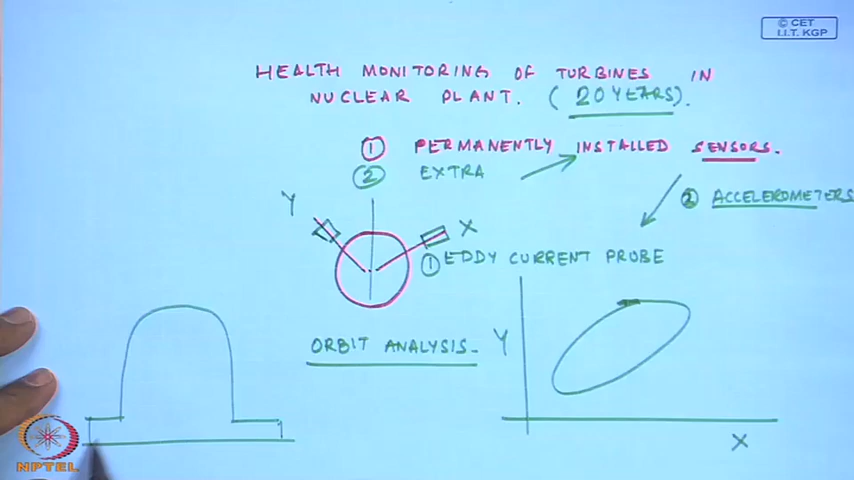 © CET
I.I.T. KGP
HEALTH MONITORING OF TURBINES IN
NUCLEAR PLANT. (20 YEARS).
① PERMANENTLY INSTALLED SENSORS.
② EXTRA
② ACCELEROMETERS
Y
X
① EDDY CURRENT PROBE
ORBIT ANALYSIS.
Y
X
NPTEL